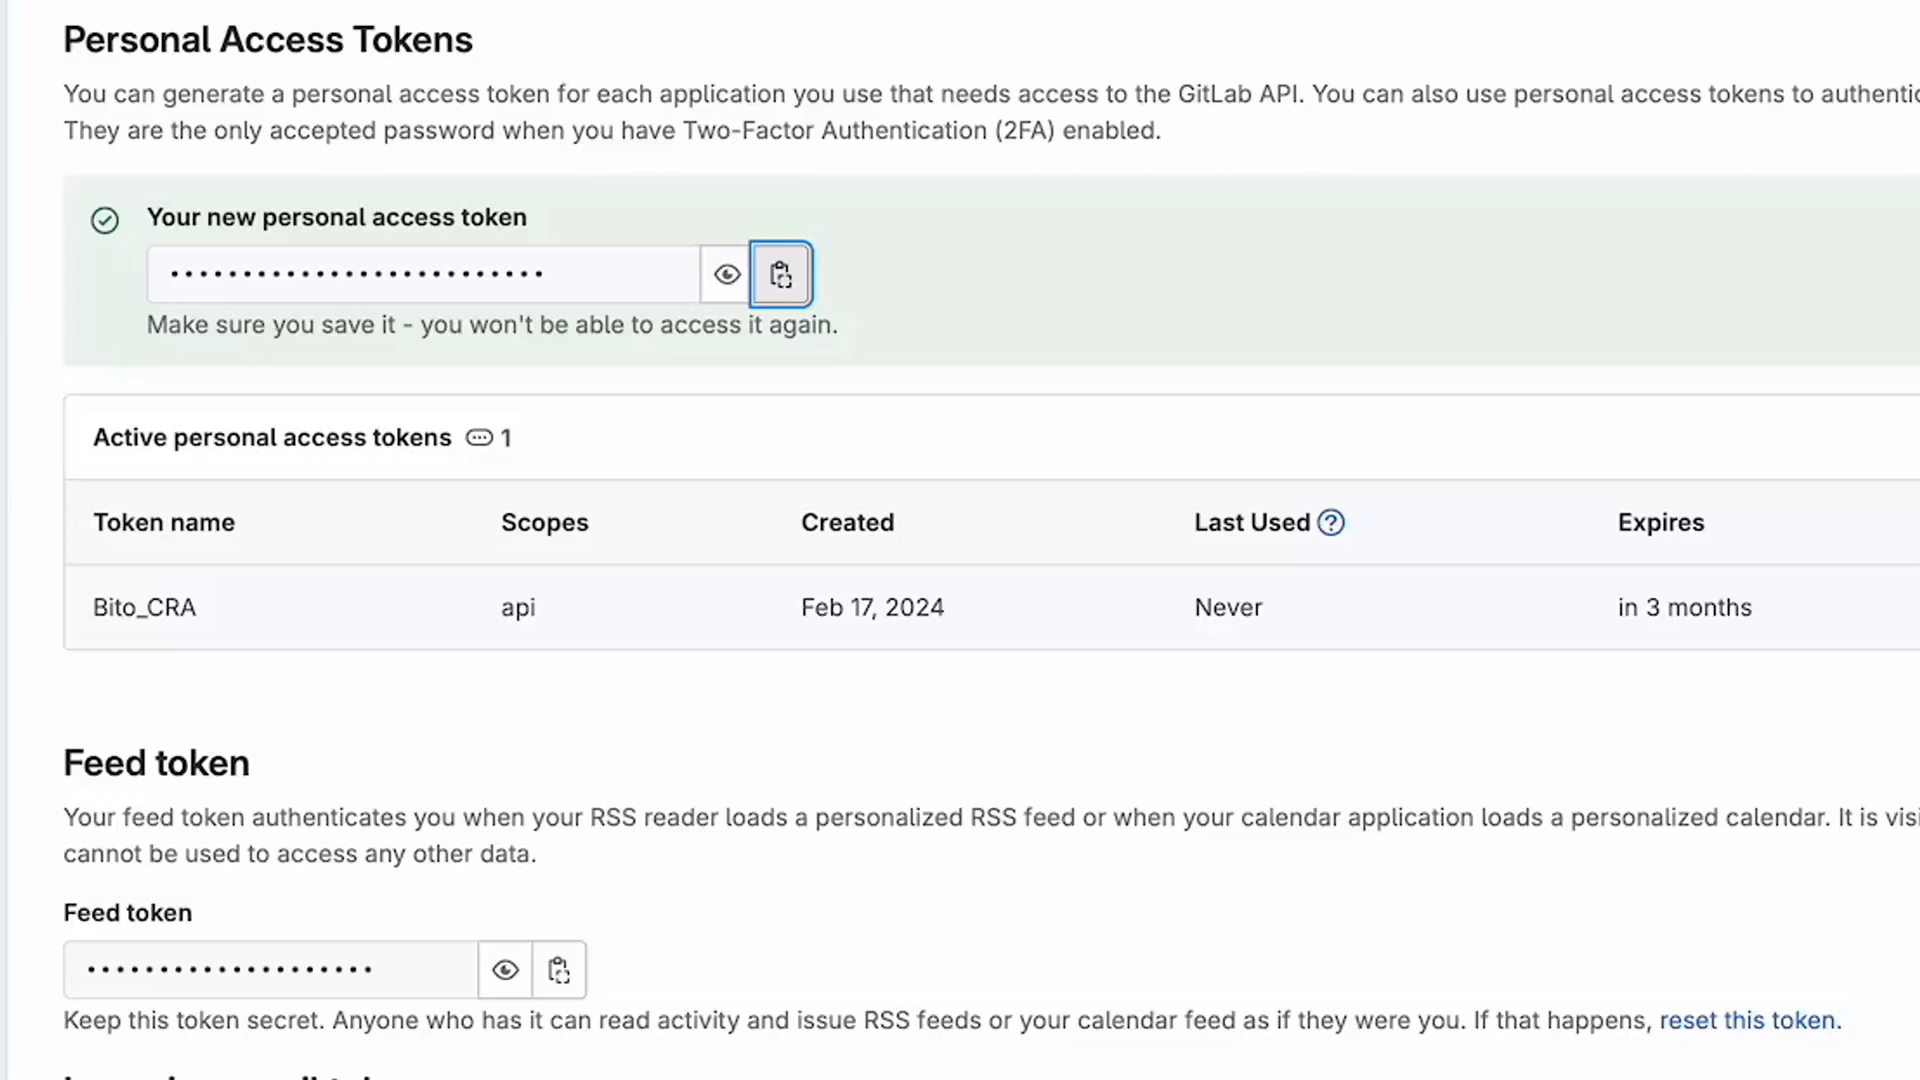 Personal Access Tokens
You can generate a personal access token for each application you use that needs access to the GitLab API. You can also use personal access tokens to
They are the only accepted password when you have Two-Factor Authentication (2FA) enabled.
Your new personal access token
••••••••••••••••••••••••••
Make sure you save it - you won't be able to access it again.
Active personal access tokens 1
Token name Scopes Created Last Used ? Expires
Bito_CRA api Feb 17, 2024 Never in 3 months
Feed token
Your feed token authenticates you when your RSS reader loads a personalized RSS feed or when your calendar application loads a personalized calendar. It is
cannot be used to access any other data.
Feed token
••••••••••••••••••••
Keep this token secret. Anyone who has it can read activity and issue RSS feeds or your calendar feed as if they were you. If that happens, reset this token.